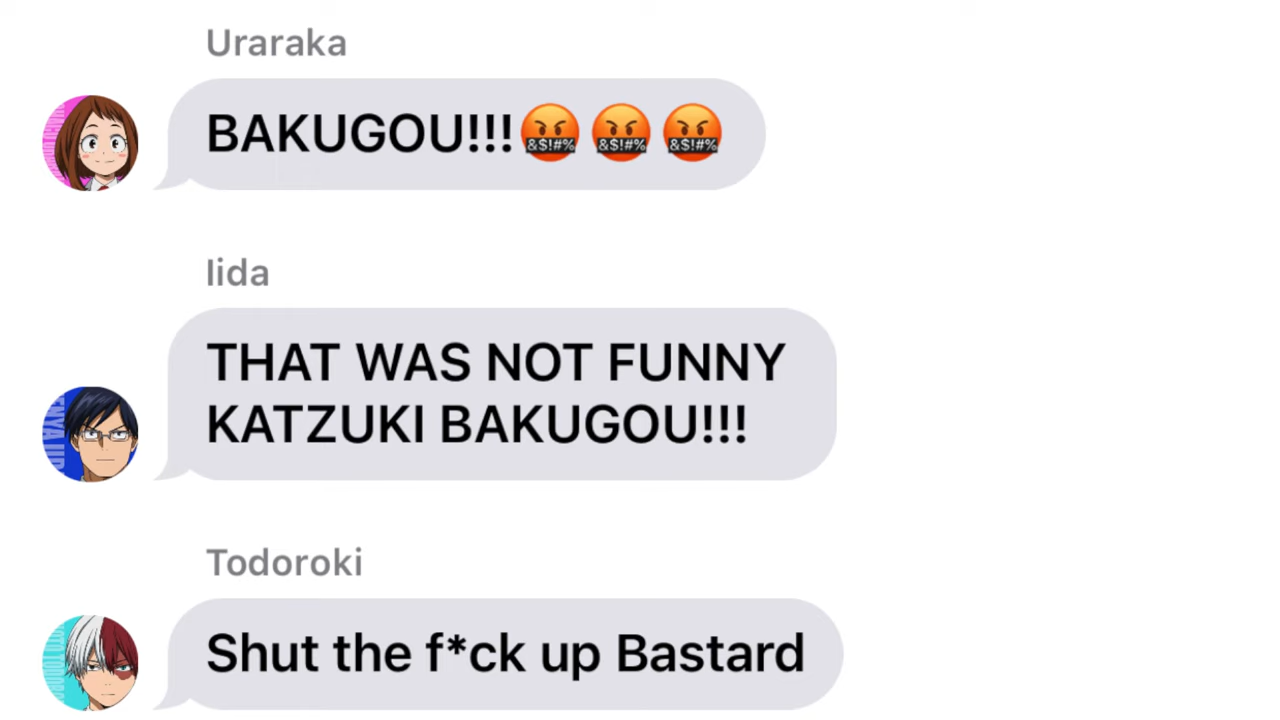 Uraraka
BAKUGOU!!!🤬🤬🤬
Iida
THAT WAS NOT FUNNY
KATZUKI BAKUGOU!!!
Todoroki
Shut the f*ck up Bastard